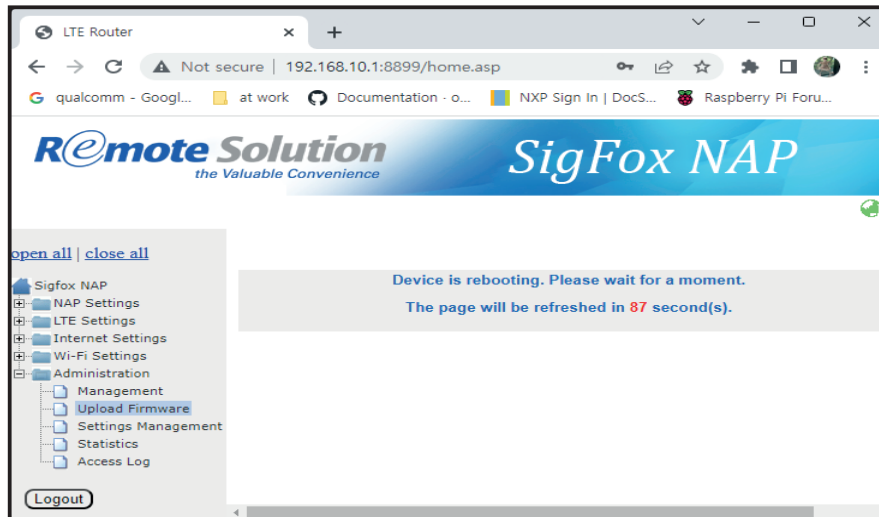 LTE Router
Not secure | 192.168.10.1:8899/home.asp
qualcomm - Googl... at work Documentation · o... NXP Sign In | DocS... Raspberry Pi Foru...
Remote Solution
the Valuable Convenience
SigFox NAP
open all | close all
Sigfox NAP
NAP Settings
LTE Settings
Internet Settings
Wi-Fi Settings
Administration
Management
Upload Firmware
Settings Management
Statistics
Access Log
Logout
Device is rebooting. Please wait for a moment.
The page will be refreshed in 87 second(s).